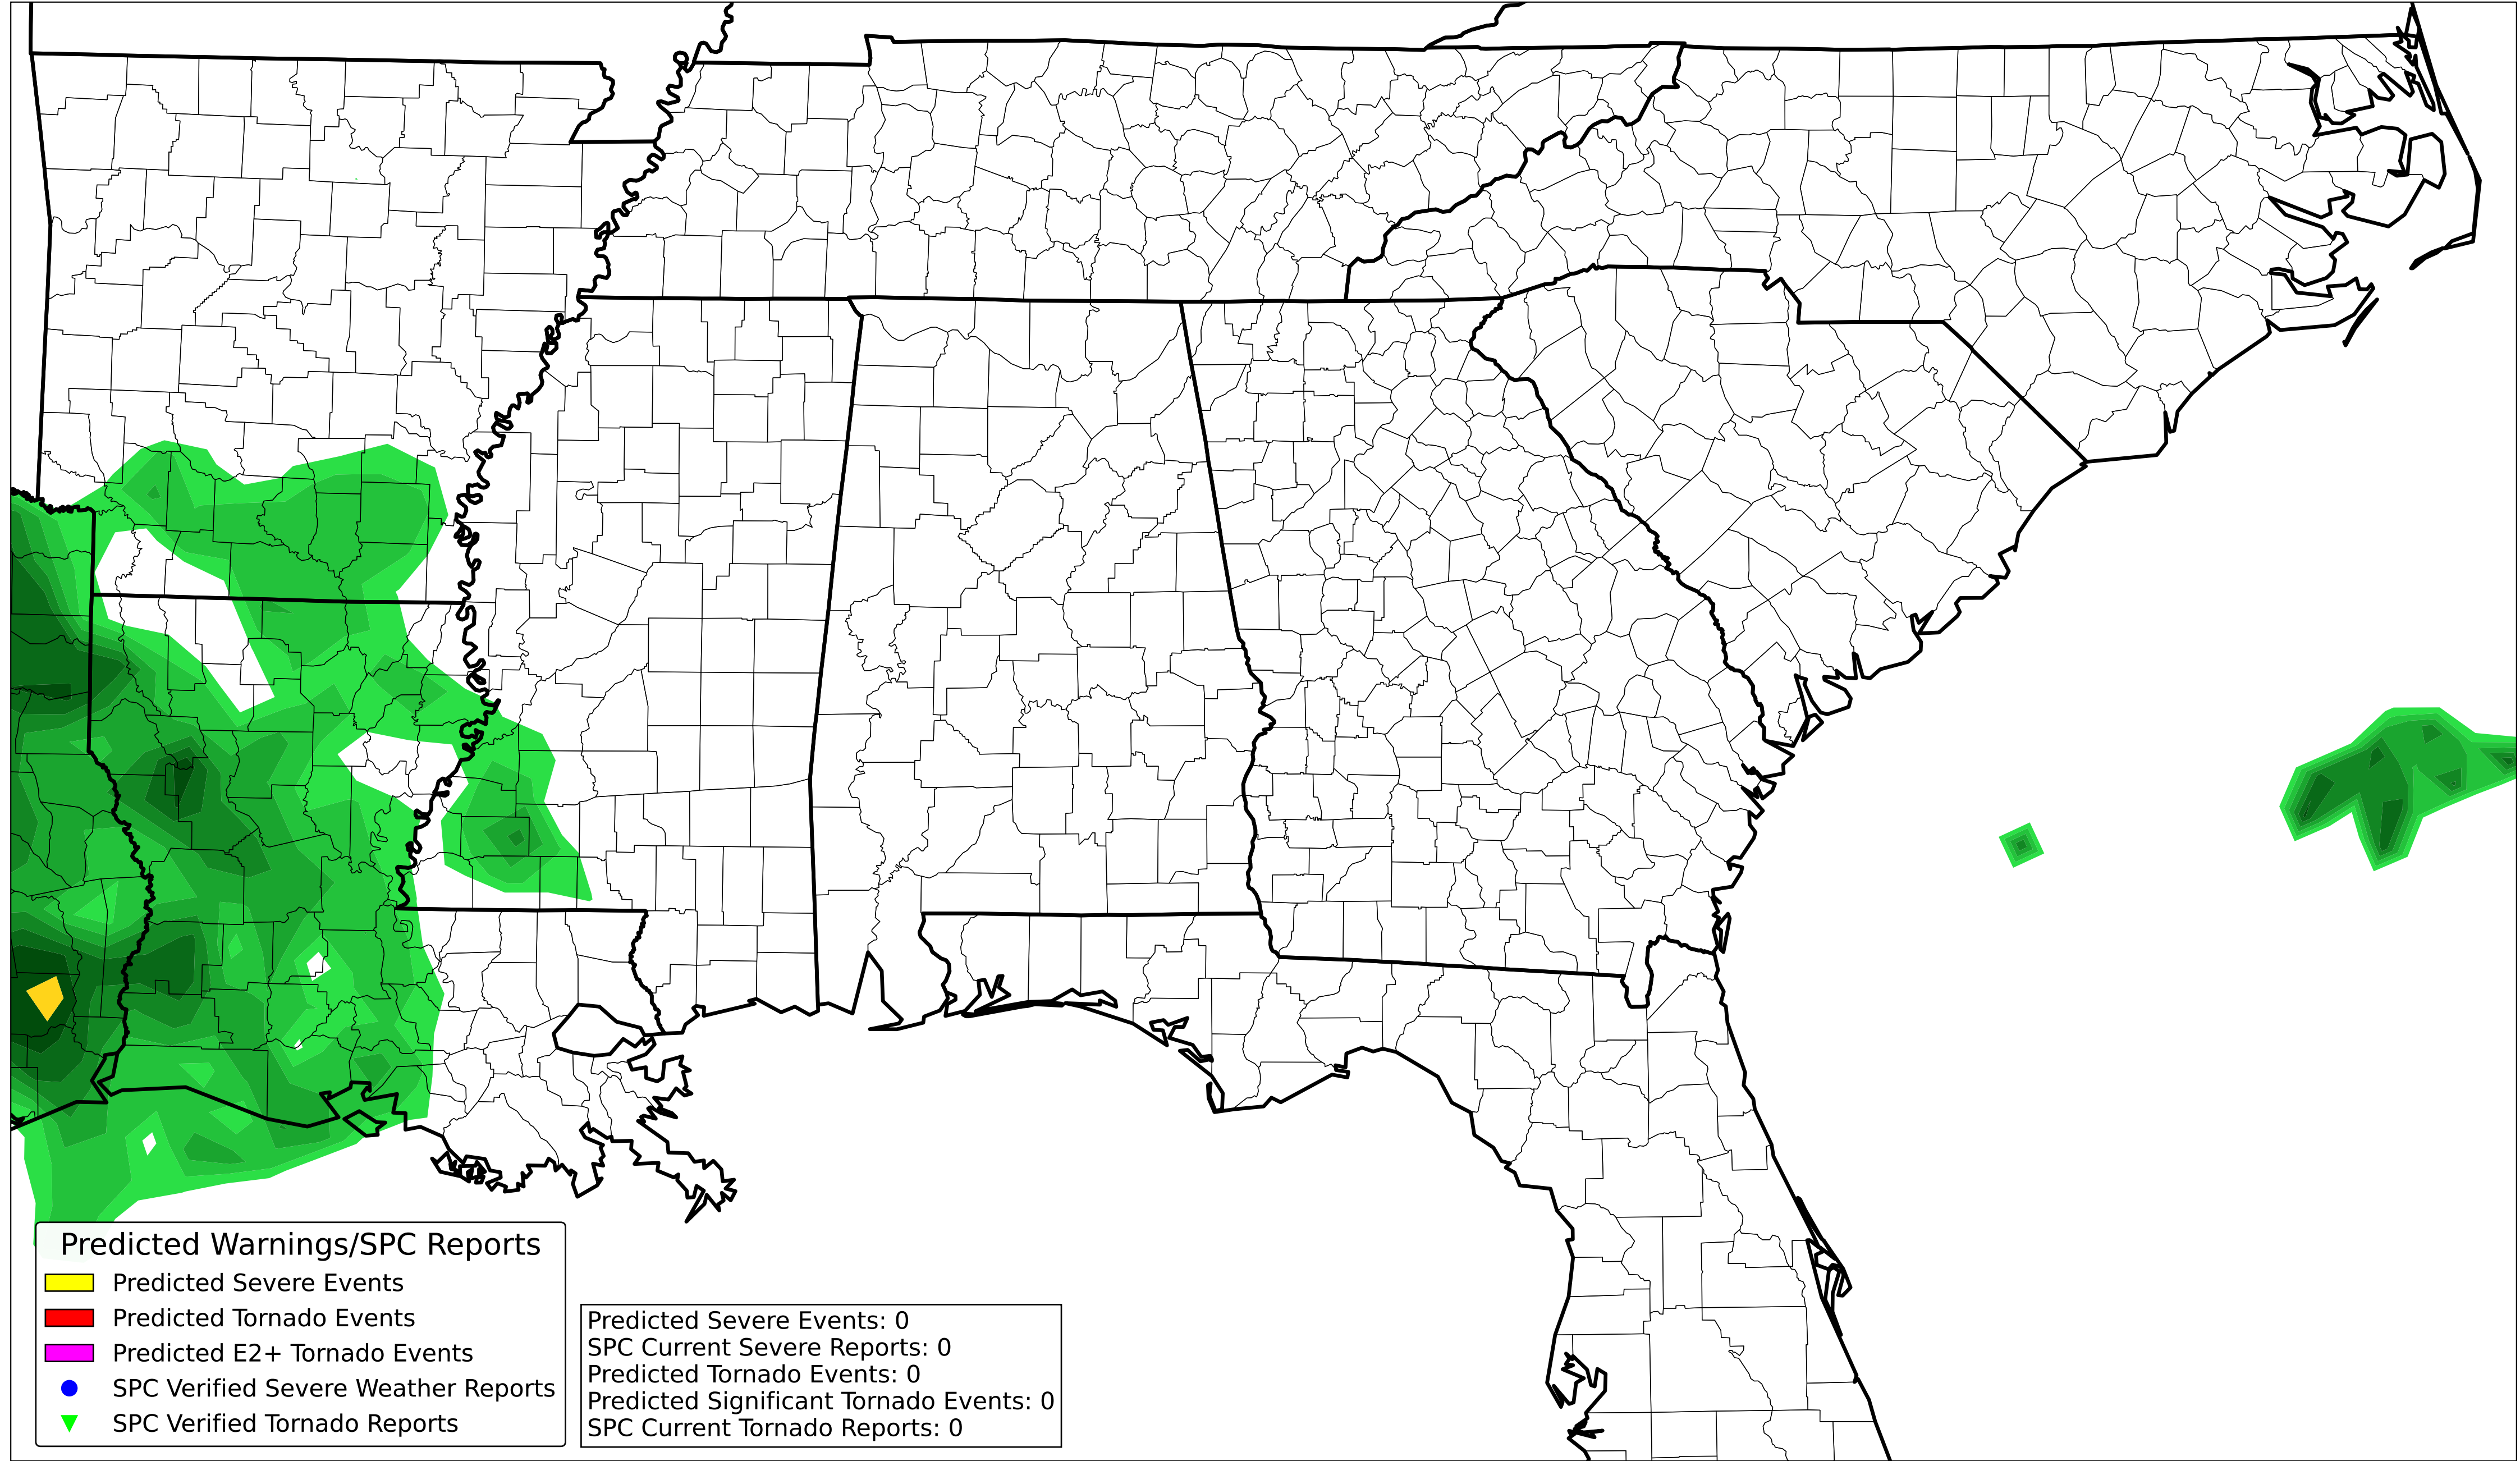 Predicted Warnings/SPC Reports
Predicted Severe Events
Predicted Tornado Events
Predicted E2+ Tornado Events
SPC Verified Severe Weather Reports
SPC Verified Tornado Reports
Predicted Severe Events: 0
SPC Current Severe Reports: 0
Predicted Tornado Events: 0
Predicted Significant Tornado Events: 0
SPC Current Tornado Reports: 0